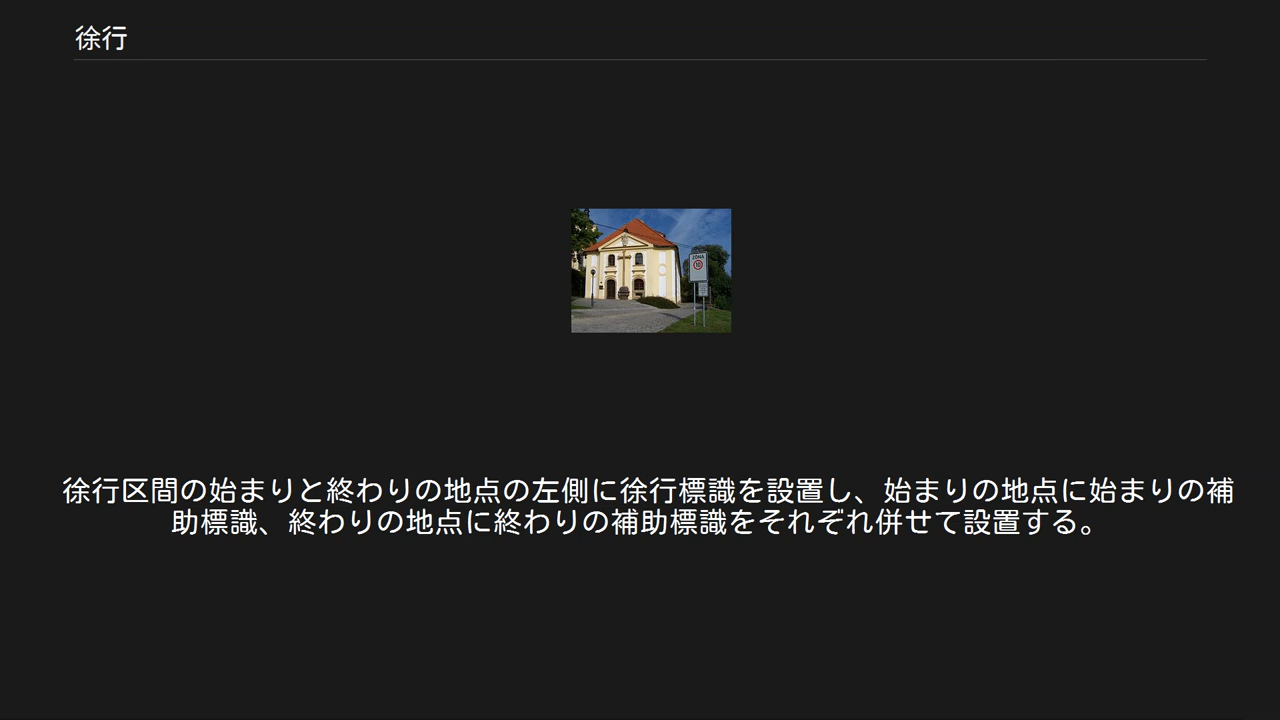 徐行
ZÓNA
徐行区間の始まりと終わりの地点の左側に徐行標識を設置し、始まりの地点に始まりの補
助標識、終わりの地点に終わりの補助標識をそれぞれ併せて設置する。